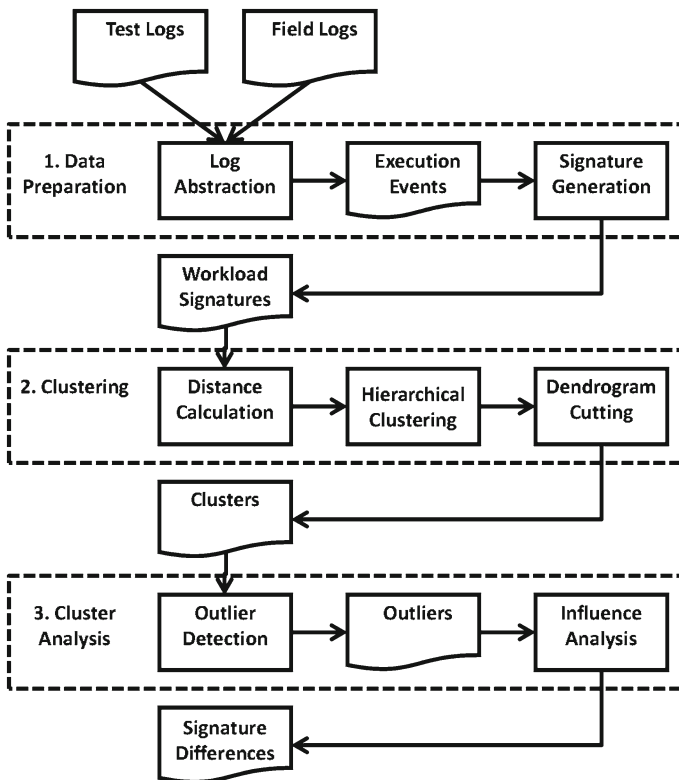 Test Logs
Field Logs
1. Data
Preparation
Log
Abstraction
Execution
Events
Signature
Generation
Workload
Signatures
2. Clustering
Distance
Calculation
Hierarchical
Clustering
Dendrogram
Cutting
Clusters
3. Cluster
Analysis
Outlier
Detection
Outliers
Influence
Analysis
Signature
Differences